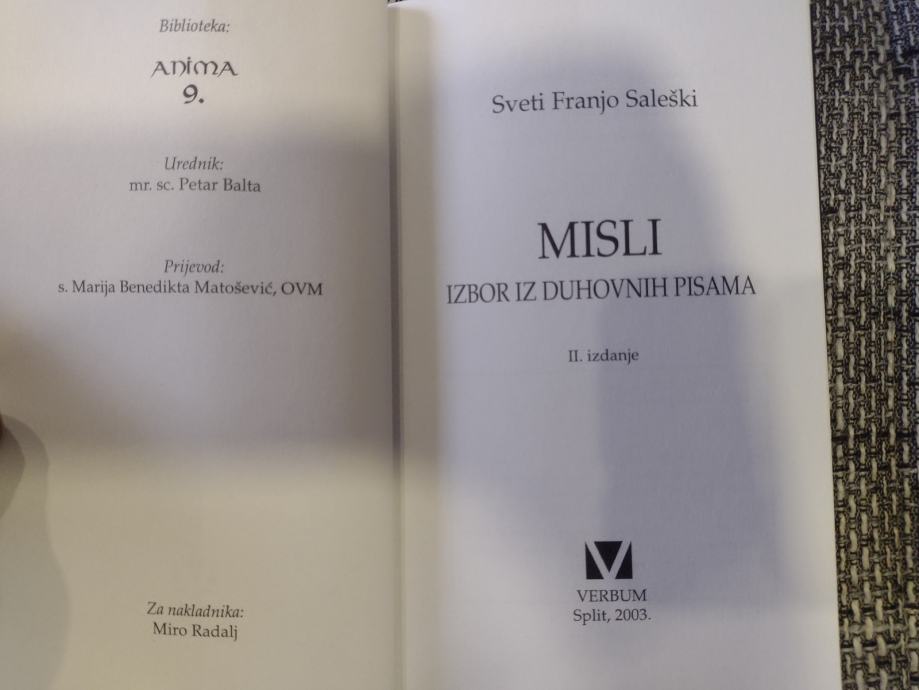 Biblioteka:
ANIMA
9.
Urednik:
mr. sc. Petar Balta
Prijevod:
s. Marija Benedikta Matošević, OVM
Za nakladnika:
Miro Radalj
Sveti Franjo Saleški
MISLI
IZBOR IZ DUHOVNIH PISAMA
II. izdanje
VERBUM
Split, 2003.